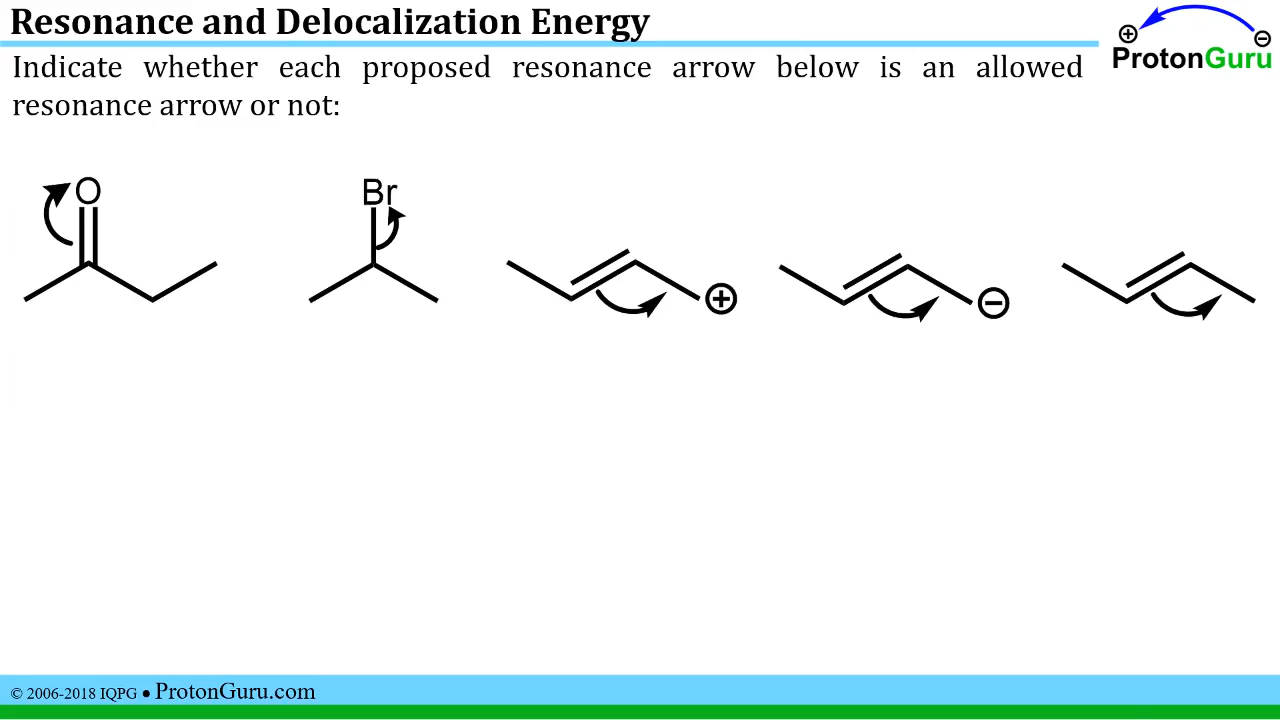 Resonance and Delocalization Energy
⊕ ⊖
ProtonGuru
Indicate whether each proposed resonance arrow below is an allowed
resonance arrow or not:
O
Br
⊕
⊖
© 2006-2018 IQPG ● ProtonGuru.com